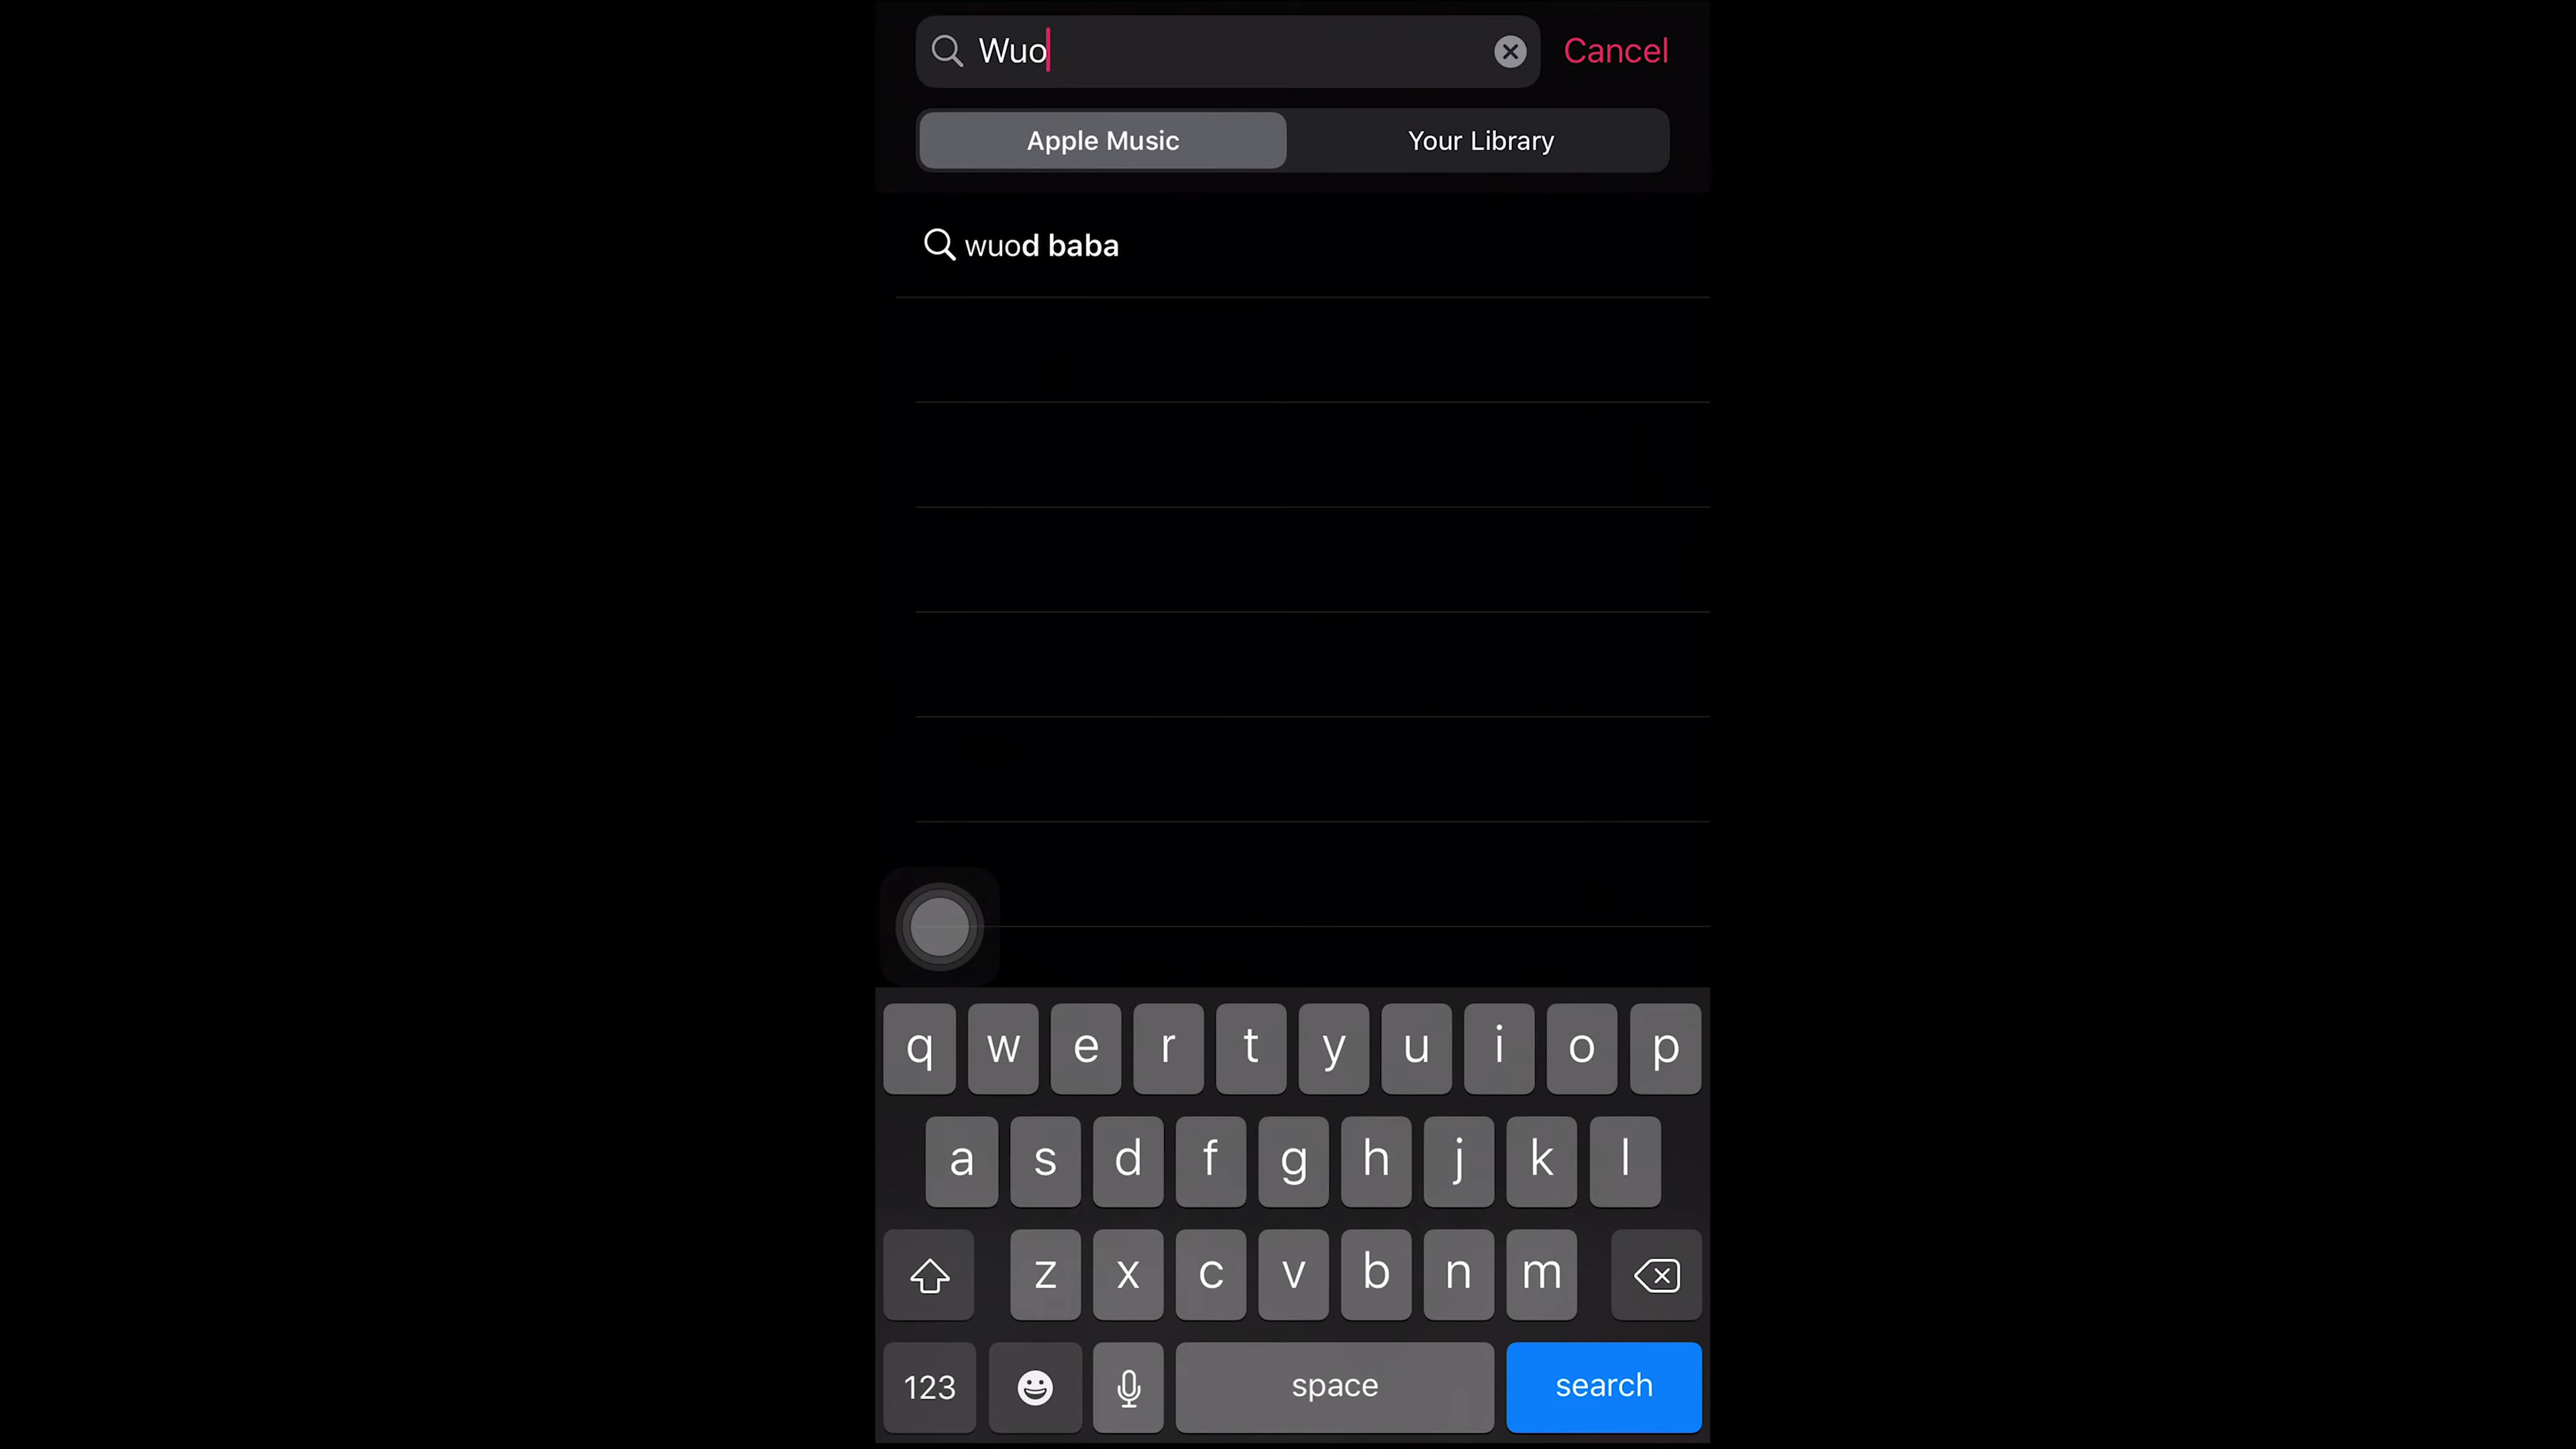 Wuo Cancel
Apple Music Your Library
wuod baba
q w e r t y u i o p
a s d f g h j k l
z x c v b n m
123 space search